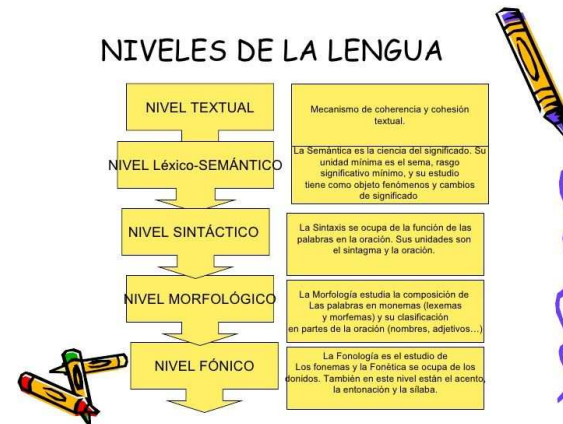 NIVELES DE LA LENGUA
NIVEL TEXTUAL
Mecanismo de coherencia y cohesión
textual.
NIVEL Léxico-SEMÁNTICO
La Semántica es la ciencia del significado. Su
unidad mínima es el sema, rasgo
significativo mínimo, y su estudio
tiene como objeto fenómenos y cambios
de significado
NIVEL SINTÁCTICO
La Sintaxis se ocupa de la función de las
palabras en la oración. Sus unidades son
el sintagma y la oración.
NIVEL MORFOLÓGICO
La Morfología estudia la composición de
Las palabras en monemas (lexemas
y morfemas) y su clasificación
en partes de la oración (nombres, adjetivos…)
NIVEL FÓNICO
La Fonología es el estudio de
Los fonemas y la Fonética se ocupa de los
donidos. También en este nivel están el acento,
la entonación y la sílaba.